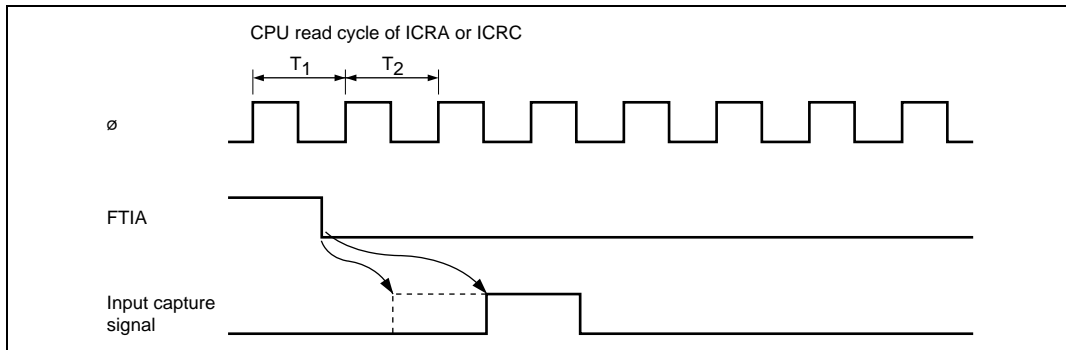 CPU read cycle of ICRA or ICRC
T1 T2
ø
FTIA
Input capture
signal